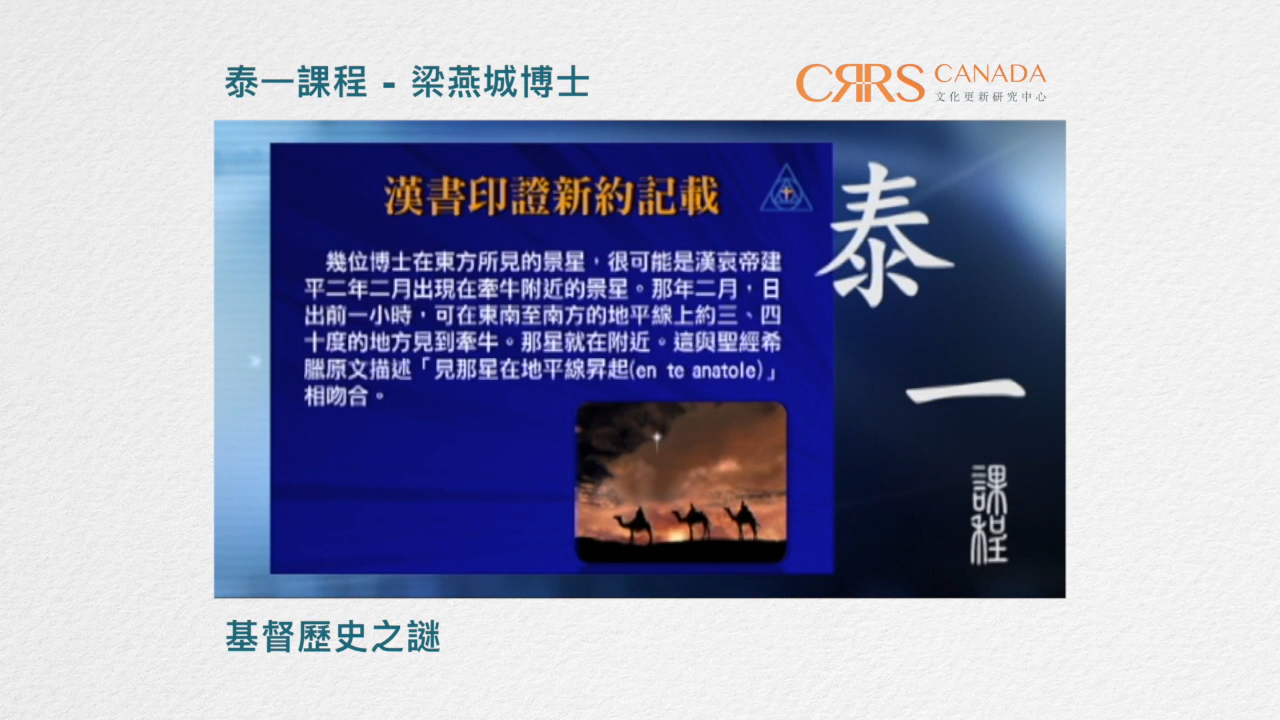 泰一課程 - 梁燕城博士
CRRS CANADA
文化更新研究中心
漢書印證新約記載
幾位博士在東方所見的景星，很可能是漢哀帝建
平二年二月出現在牽牛附近的景星。那年二月，日
出前一小時，可在東南至南方的地平線上約三、四
十度的地方見到牽牛。那星就在附近。這與聖經希
臘原文描述「見那星在地平線昇起(en te anatole)」
相吻合。
泰一
課程
基督歷史之謎